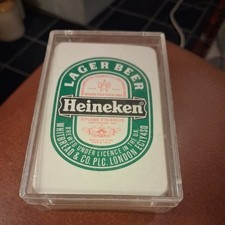 LAGER BEER
Heineken
BREWED UNDER LICENCE IN THE U.K.
WHITBREAD & CO. PLC. LONDON EC1Y 4SD